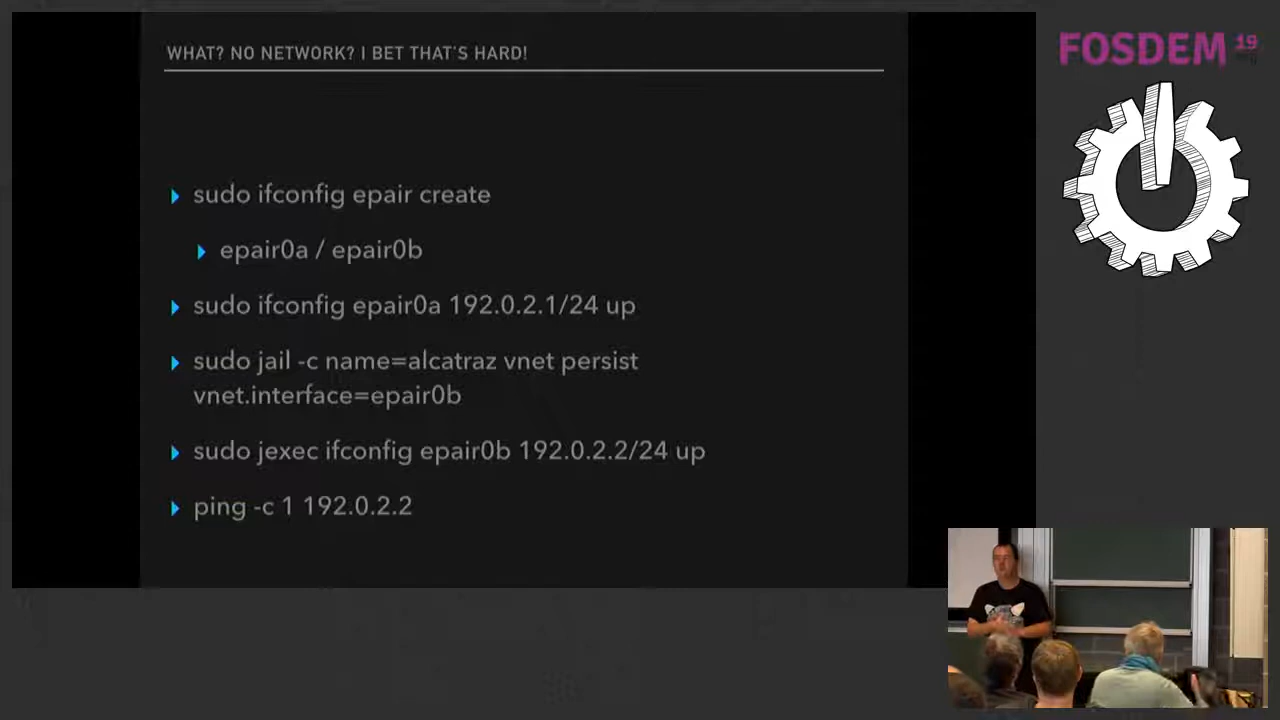 WHAT? NO NETWORK? I BET THAT'S HARD!
FOSDEM 19
sudo ifconfig epair create
epair0a / epair0b
sudo ifconfig epair0a 192.0.2.1/24 up
sudo jail -c name=alcatraz vnet persist
vnet.interface=epair0b
sudo jexec ifconfig epair0b 192.0.2.2/24 up
ping -c 1 192.0.2.2